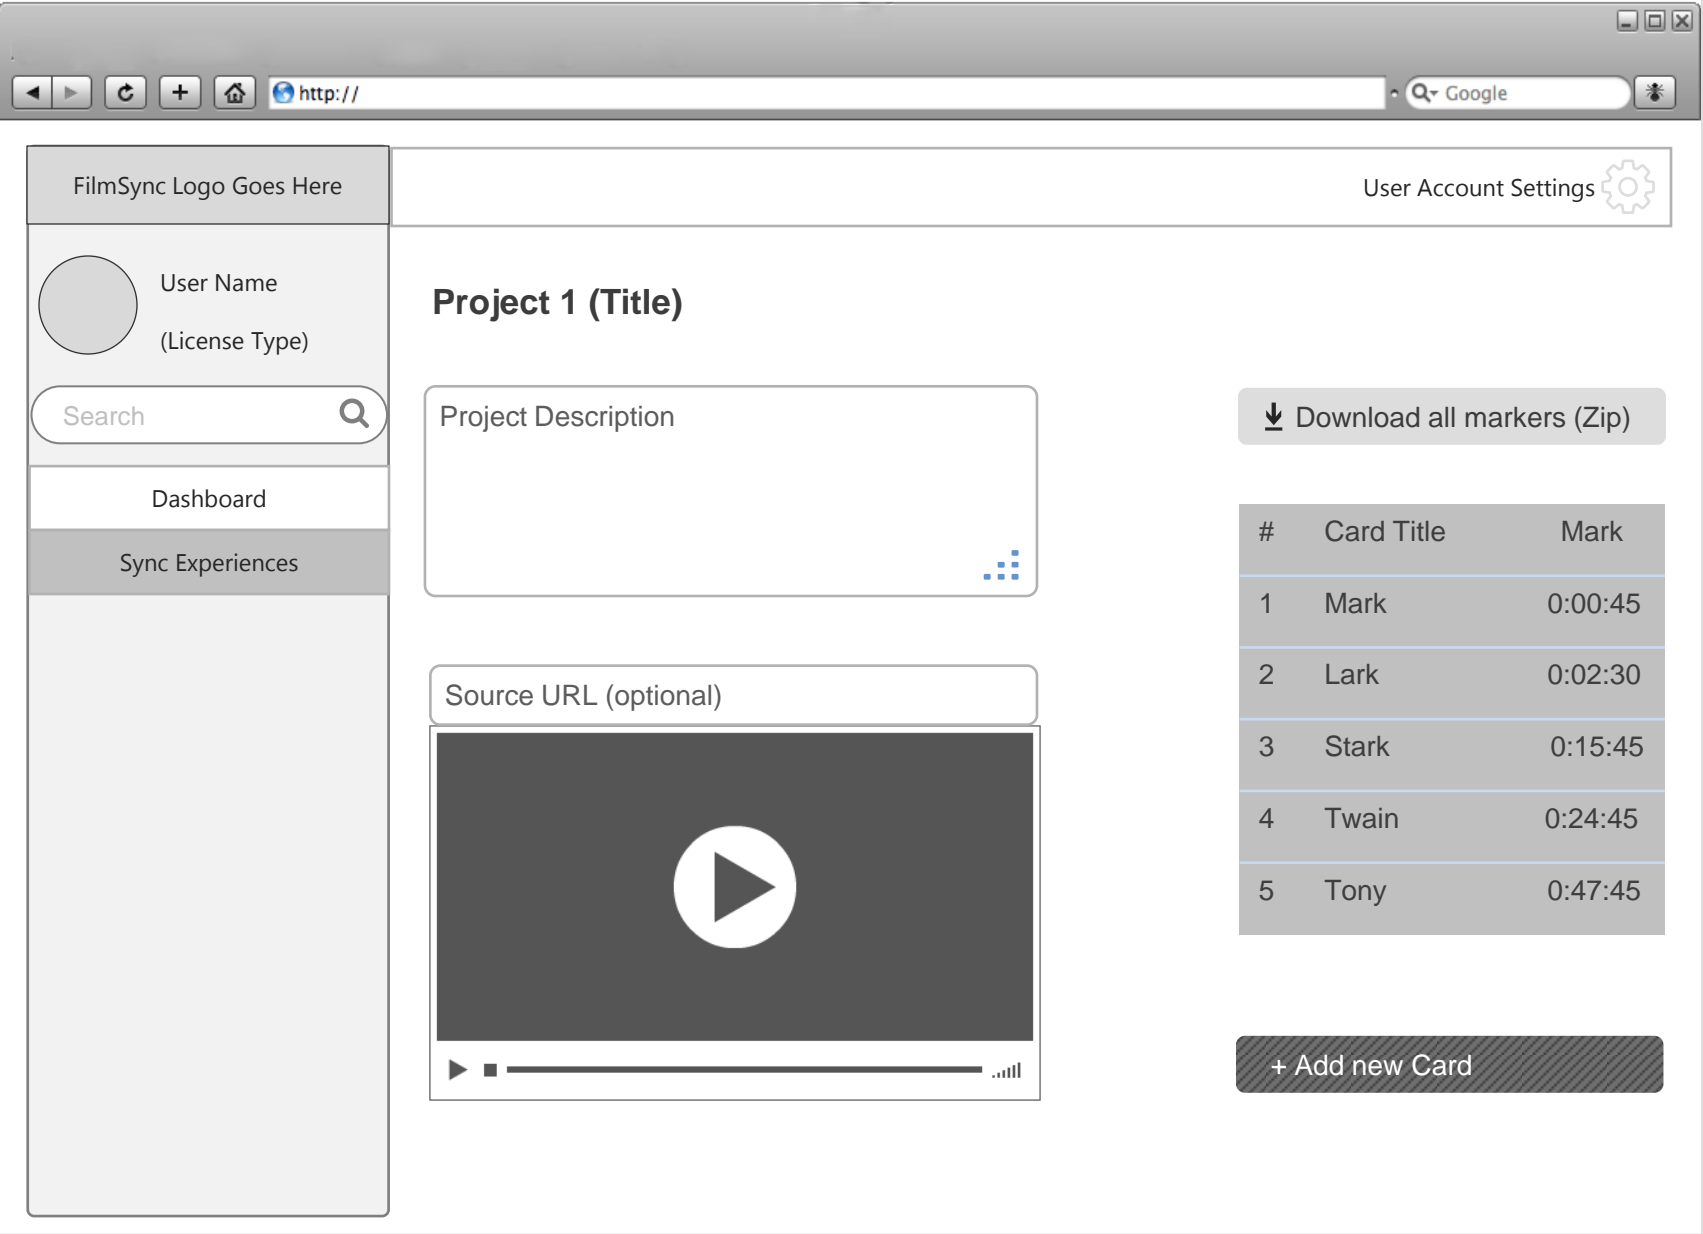 http://
Google
FilmSync Logo Goes Here
User Account Settings
User Name
(License Type)
Search
Dashboard
Sync Experiences
Project 1 (Title)
Project Description
Source URL (optional)
Download all markers (Zip)
# Card Title Mark
1 Mark 0:00:45
2 Lark 0:02:30
3 Stark 0:15:45
4 Twain 0:24:45
5 Tony 0:47:45
+ Add new Card